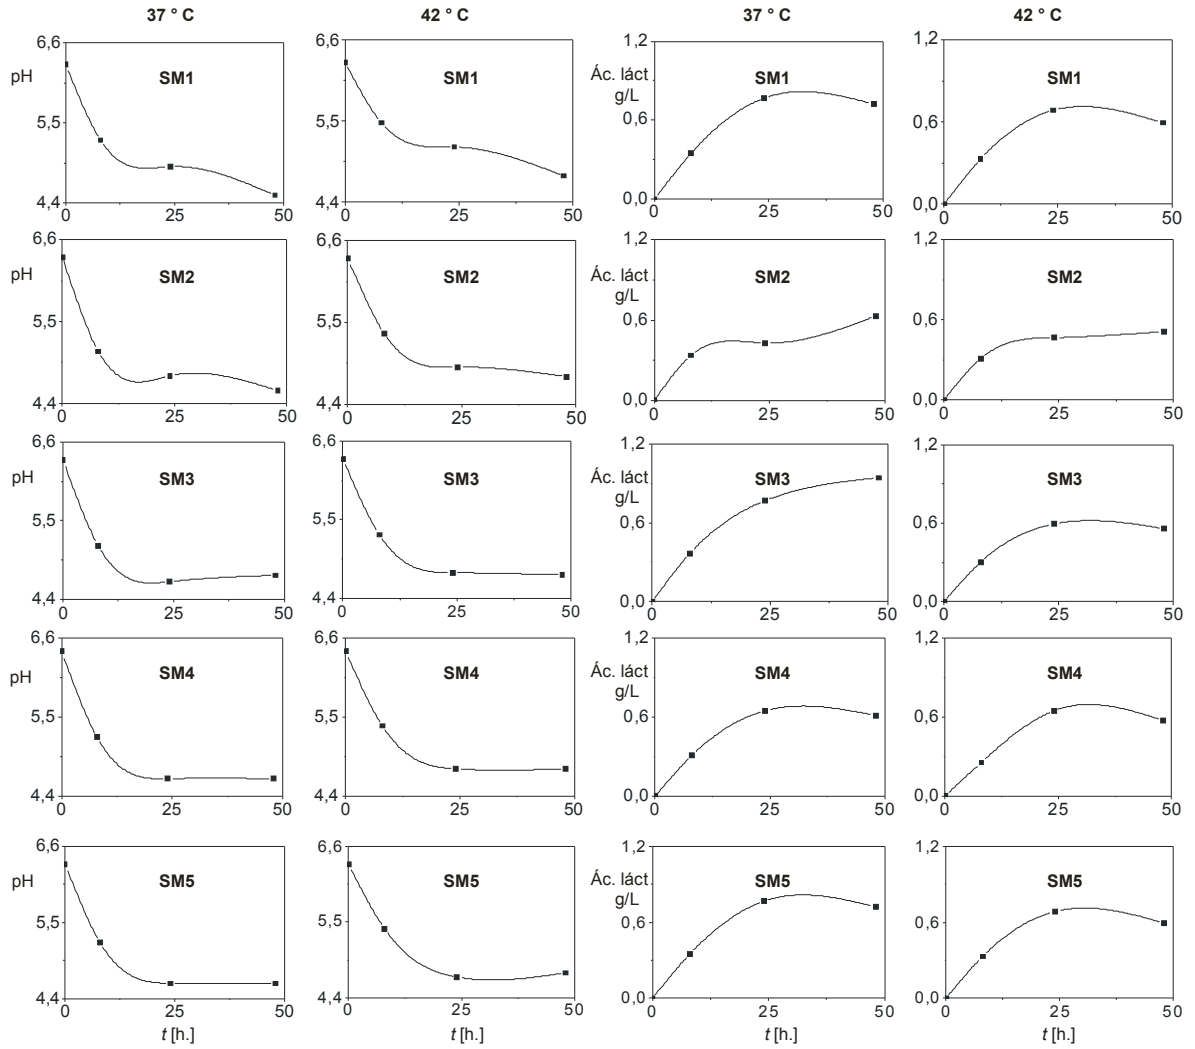 37 ° C 42 ° C 37 ° C 42 ° C
6,6 6,6 1,2 1,2
pH SM1 SM1 Ác. láct SM1 SM1
g/L
5,5 5,5 0,6 0,6
4,4 4,4 0,0 0,0
0 25 50 0 25 50 0 25 50 0 25 50
6,6 6,6 1,2 1,2
pH SM2 SM2 Ác. láct SM2 SM2
g/L
5,5 5,5 0,6 0,6
4,4 4,4 0,0 0,0
0 25 50 0 25 50 0 25 50 0 25 50
6,6 6,6 1,2 1,2
pH SM3 SM3 Ác. láct SM3 SM3
g/L
5,5 5,5 0,6 0,6
4,4 4,4 0,0 0,0
0 25 50 0 25 50 0 25 50 0 25 50
6,6 6,6 1,2 1,2
pH SM4 SM4 Ác. láct SM4 SM4
g/L
5,5 5,5 0,6 0,6
4,4 4,4 0,0 0,0
0 25 50 0 25 50 0 25 50 0 25 50
6,6 6,6 1,2 1,2
pH SM5 SM5 Ác. láct SM5 SM5
g/L
5,5 5,5 0,6 0,6
4,4 4,4 0,0 0,0
0 25 50 0 25 50 0 25 50 0 25 50
t [h.] t [h.] t [h.] t [h.]